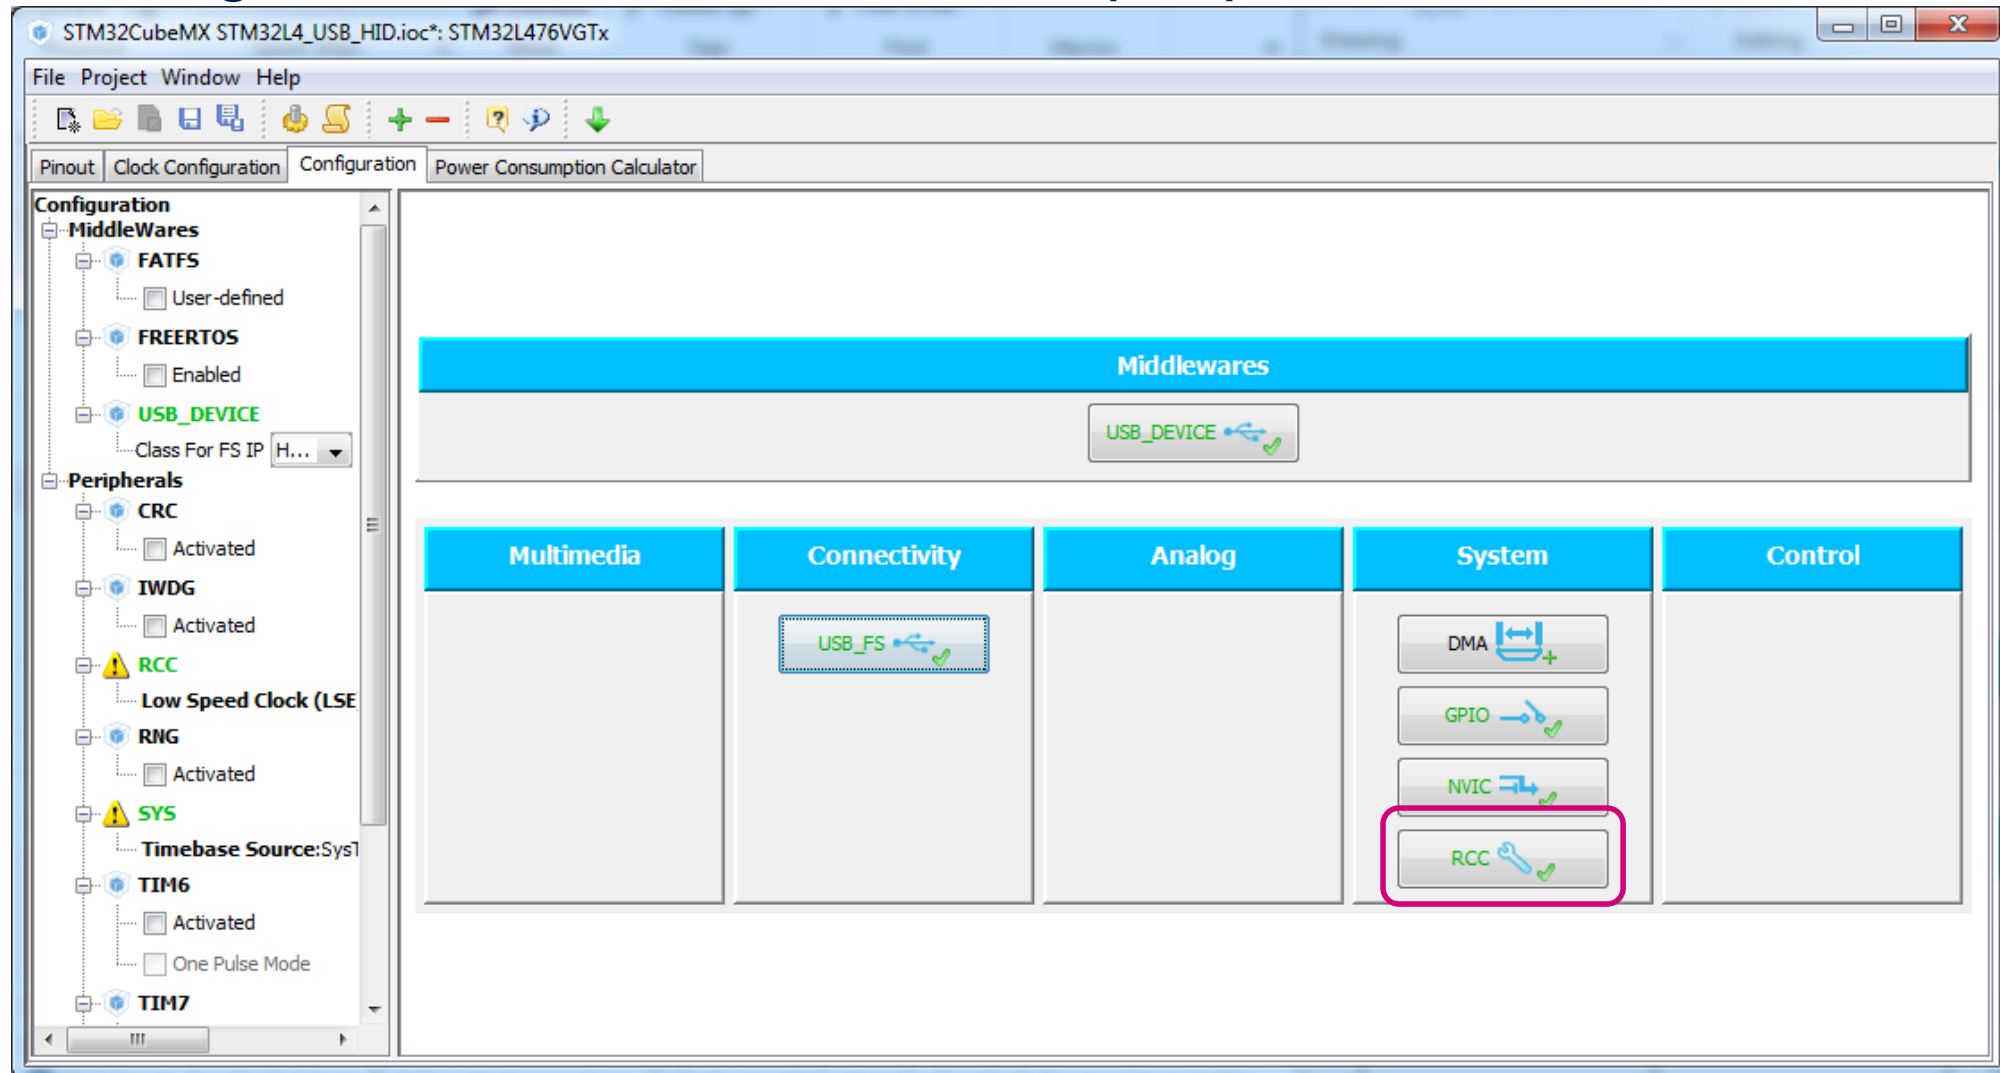 STM32CubeMX STM32L4_USB_HID.ioc*: STM32L476VGTx
File Project Window Help
Pinout Clock Configuration Configuration Power Consumption Calculator
Configuration
MiddleWares
FATFS
User-defined
FREERTOS
Enabled
USB_DEVICE
Class For FS IP H...
Peripherals
CRC
Activated
IWDG
Activated
RCC
Low Speed Clock (LSE
RNG
Activated
SYS
Timebase Source:SysT
TIM6
Activated
One Pulse Mode
TIM7
Middlewares
USB_DEVICE
Multimedia Connectivity Analog System Control
USB_FS
DMA
GPIO
NVIC
RCC